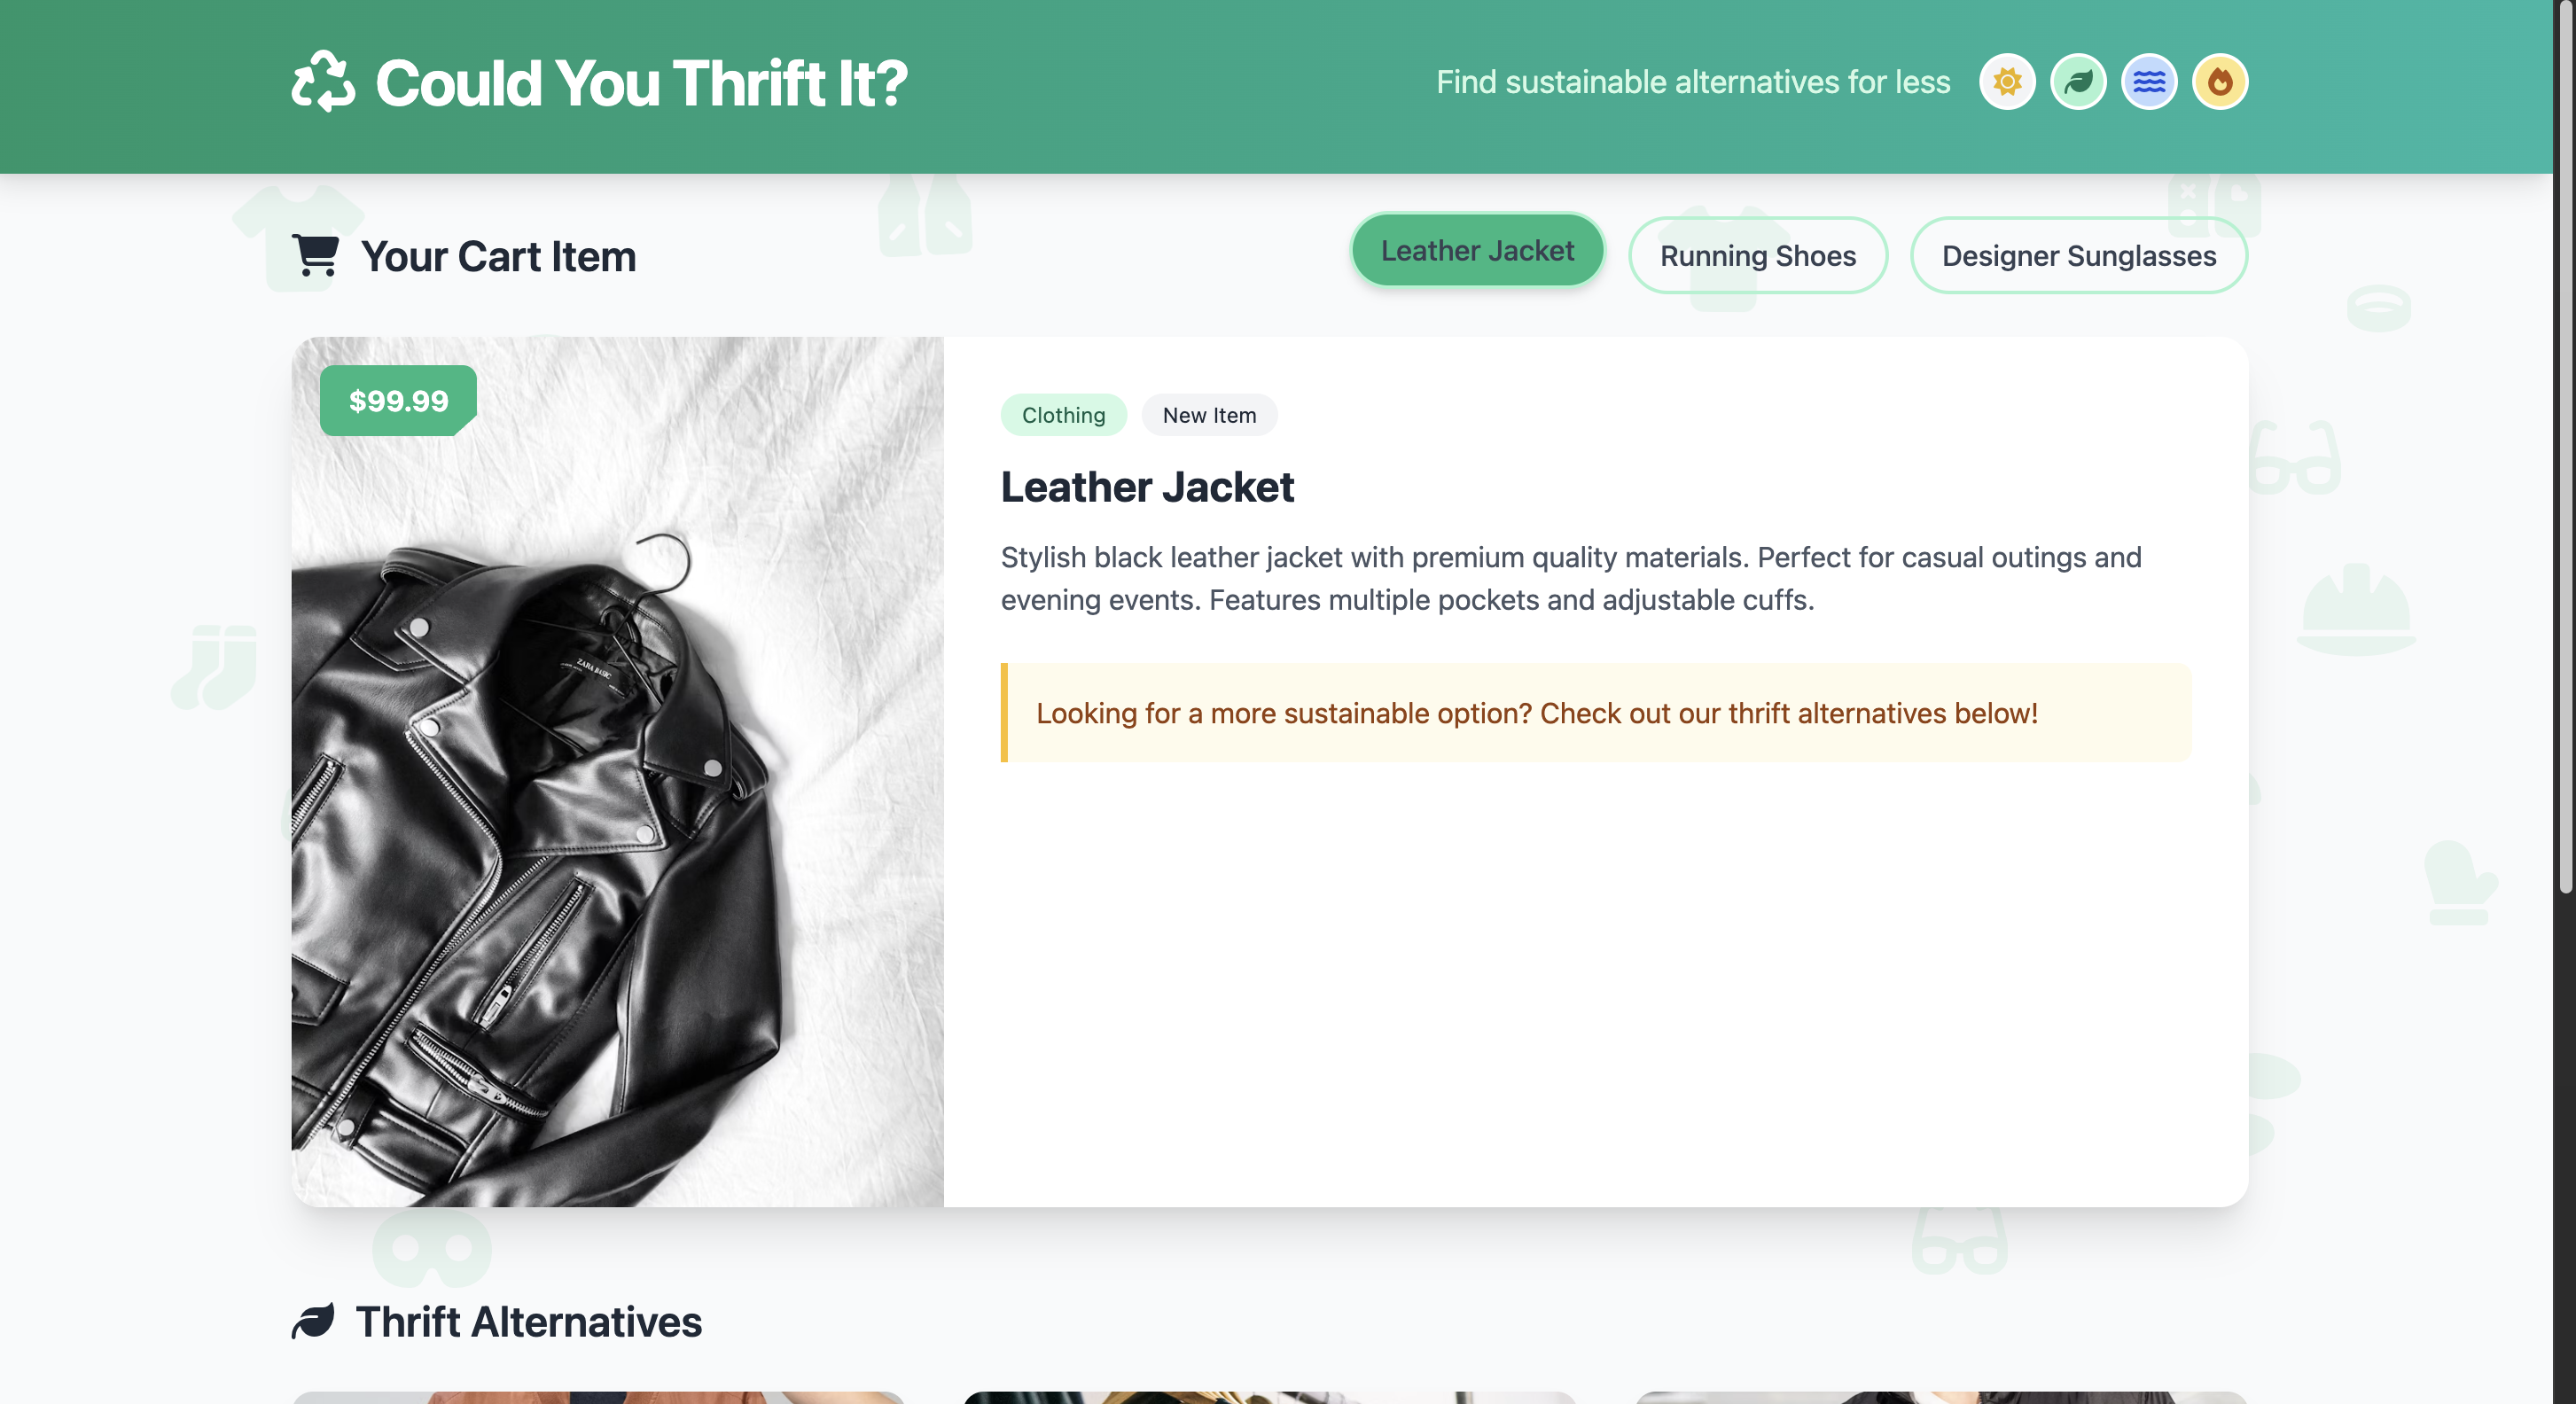 Could You Thrift It?
Find sustainable alternatives for less
Your Cart Item
Leather Jacket
Running Shoes
Designer Sunglasses
$99.99
Clothing
New Item
Leather Jacket
Stylish black leather jacket with premium quality materials. Perfect for casual outings and
evening events. Features multiple pockets and adjustable cuffs.
Looking for a more sustainable option? Check out our thrift alternatives below!
ZARA BASIC
Thrift Alternatives